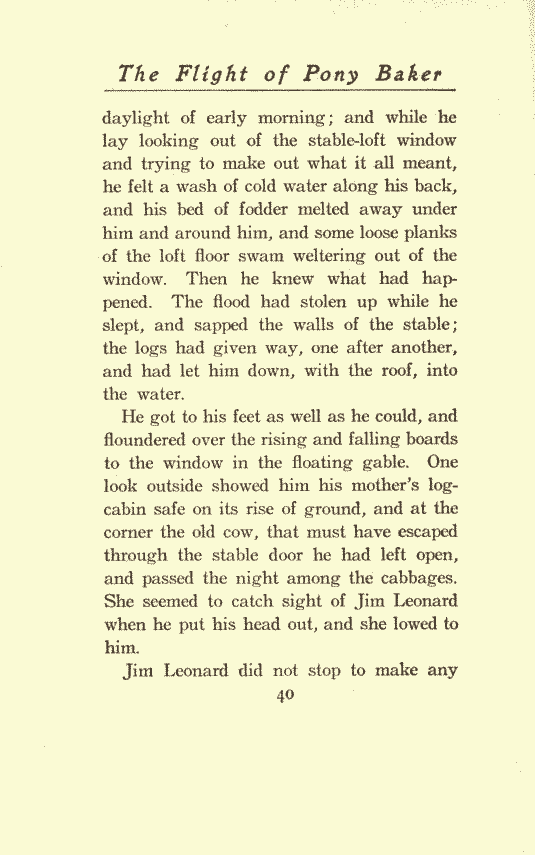 The Flight of Pony Baker
daylight of early morning; and while he
lay looking out of the stable-loft window
and trying to make out what it all meant,
he felt a wash of cold water along his back,
and his bed of fodder melted away under
him and around him, and some loose planks
of the loft floor swam weltering out of the
window. Then he knew what had hap-
pened. The flood had stolen up while he
slept, and sapped the walls of the stable;
the logs had given way, one after another,
and had let him down, with the roof, into
the water.
He got to his feet as well as he could, and
floundered over the rising and falling boards
to the window in the floating gable. One
look outside showed him his mother's log-
cabin safe on its rise of ground, and at the
corner the old cow, that must have escaped
through the stable door he had left open,
and passed the night among the cabbages.
She seemed to catch sight of Jim Leonard
when he put his head out, and she lowed to
him.
Jim Leonard did not stop to make any
40